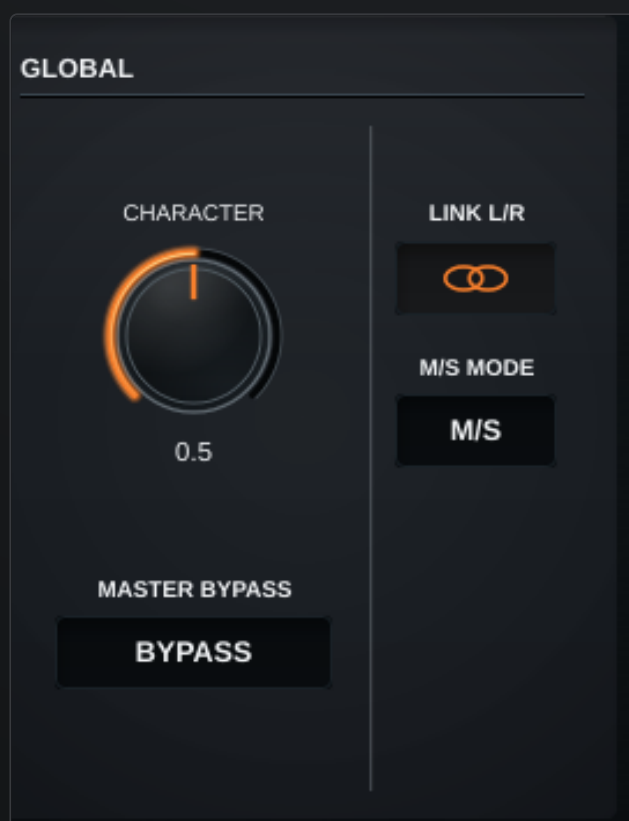 GLOBAL
CHARACTER
0.5
MASTER BYPASS
BYPASS
LINK L/R
M/S MODE
M/S